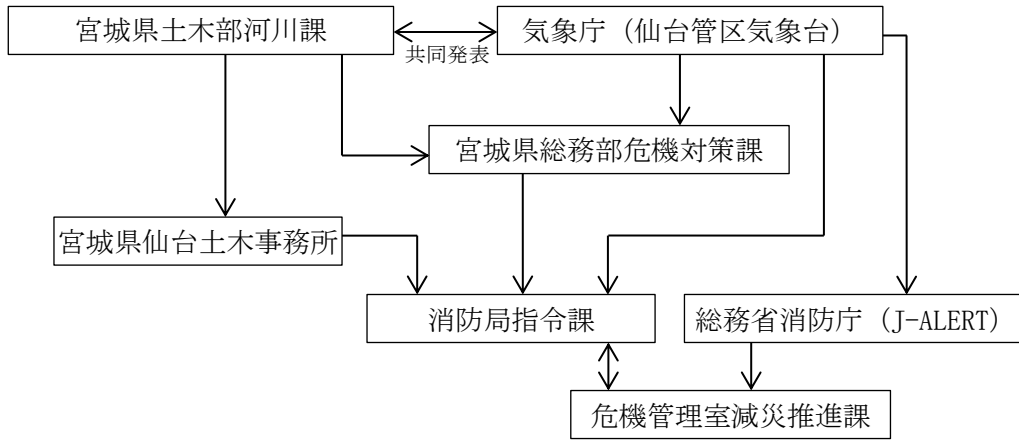 宮城県土木部河川課
気象庁（仙台管区気象台）
共同発表
宮城県総務部危機対策課
宮城県仙台土木事務所
消防局指令課
総務省消防庁（J-ALERT）
危機管理室減災推進課